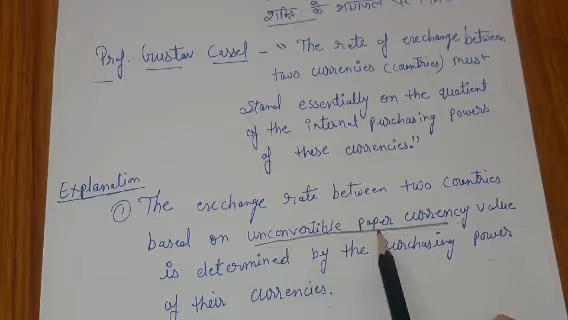 शक्ति के
Prof. Gustav Cassel - "The rate of exchange between
two currencies (countries) must
stand essentially on the quotient
of the internal purchasing powers
of these currencies."
Explanation
① The exchange rate between two countries
based on unconvertible paper currency value
is determined by the purchasing power
of their currencies.